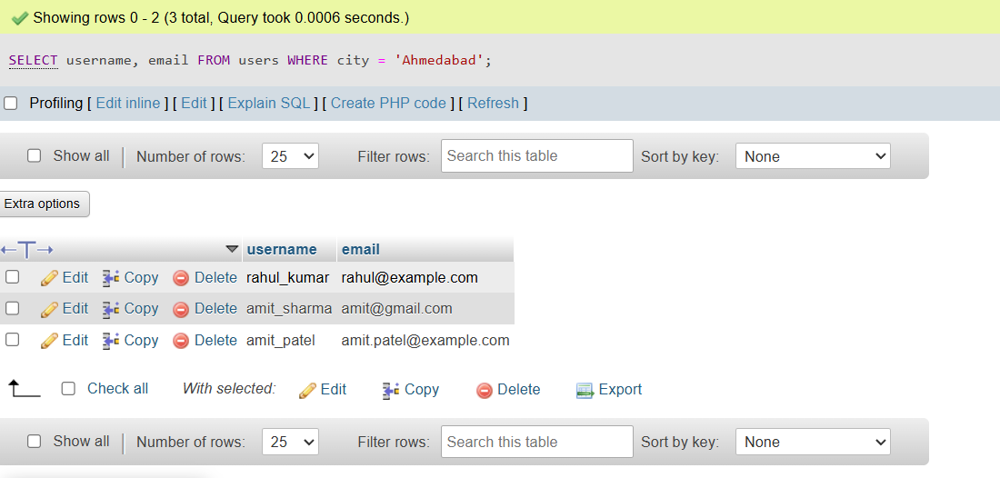 Showing rows 0 - 2 (3 total, Query took 0.0006 seconds.)
SELECT username, email FROM users WHERE city = 'Ahmedabad';
Profiling [ Edit inline ] [ Edit ] [ Explain SQL ] [ Create PHP code ] [ Refresh ]
Show all | Number of rows: 25 Filter rows: Search this table Sort by key: None
Extra options
←T→ username email
Edit Copy Delete rahul_kumar rahul@example.com
Edit Copy Delete amit_sharma amit@gmail.com
Edit Copy Delete amit_patel amit.patel@example.com
Check all With selected: Edit Copy Delete Export
Show all | Number of rows: 25 Filter rows: Search this table Sort by key: None